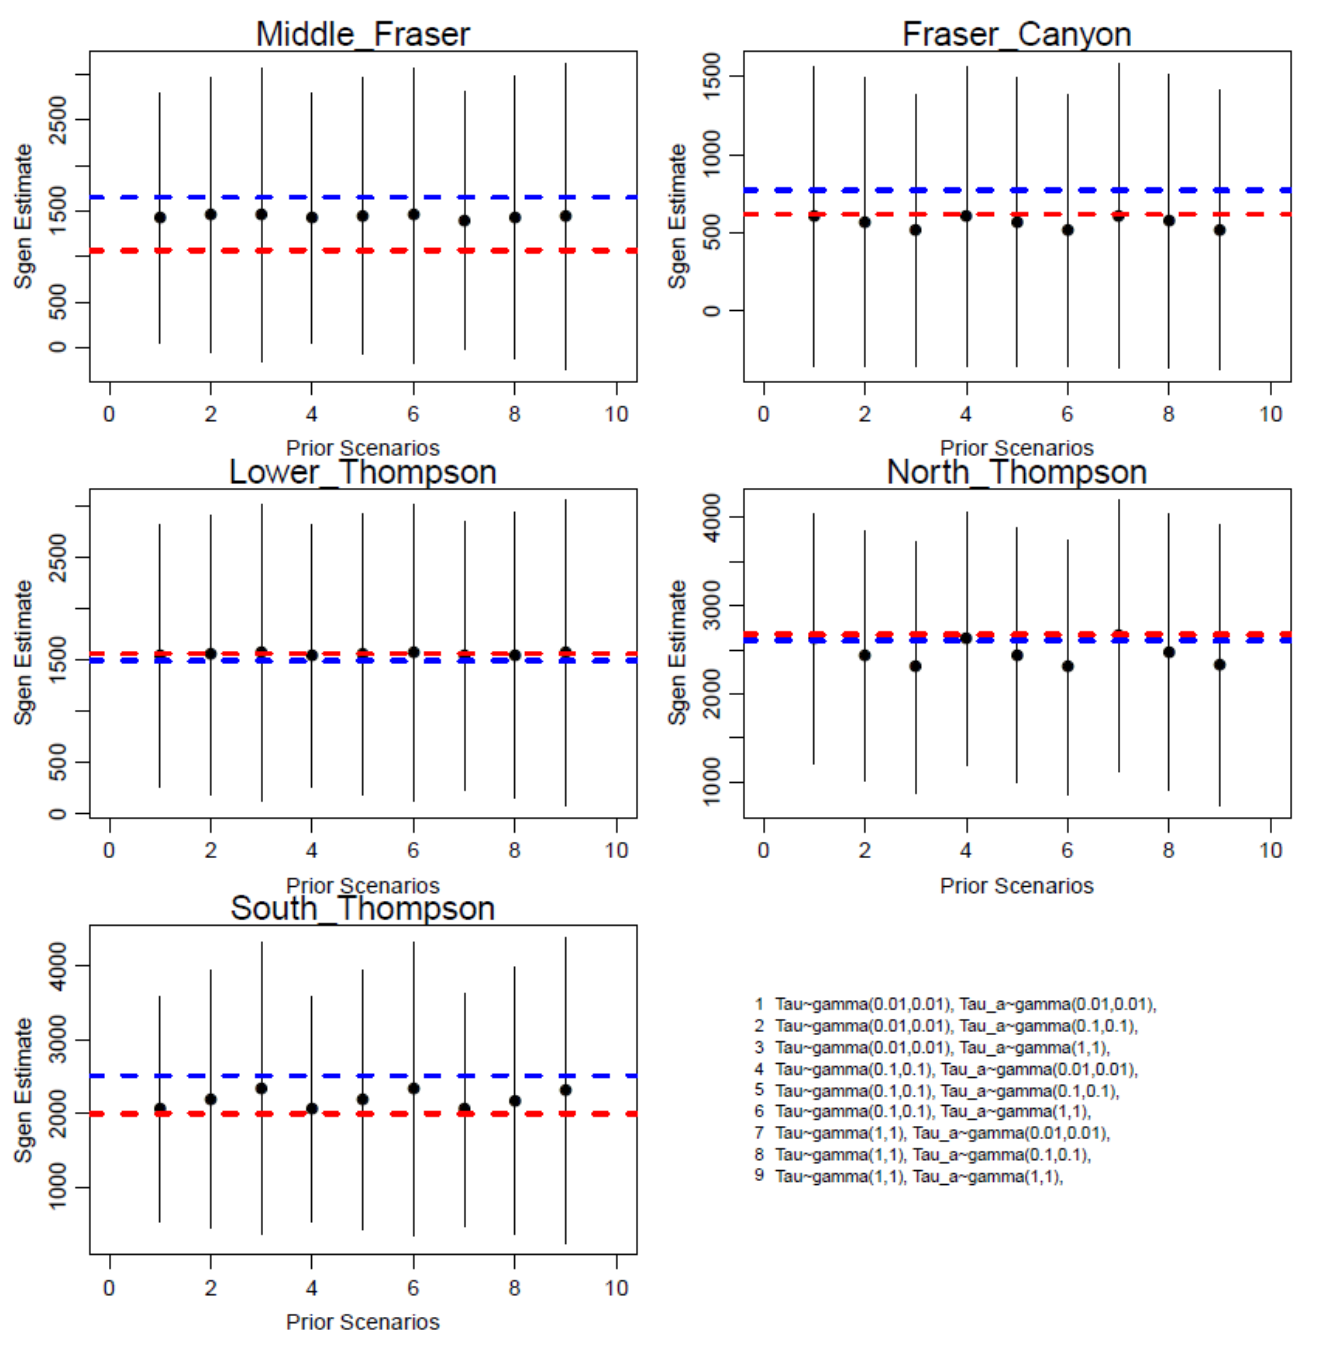 Middle_Fraser
Sgen Estimate
0 500 1500 2500
0 2 4 6 8 10
Prior Scenarios
Fraser_Canyon
Sgen Estimate
0 500 1000 1500
0 2 4 6 8 10
Prior Scenarios
Lower_Thompson
Sgen Estimate
0 500 1500 2500
0 2 4 6 8 10
Prior Scenarios
North_Thompson
Sgen Estimate
1000 2000 3000 4000
0 2 4 6 8 10
Prior Scenarios
South_Thompson
Sgen Estimate
1000 2000 3000 4000
0 2 4 6 8 10
Prior Scenarios
1 Tau~gamma(0.01,0.01), Tau_a~gamma(0.01,0.01),
2 Tau~gamma(0.01,0.01), Tau_a~gamma(0.1,0.1),
3 Tau~gamma(0.01,0.01), Tau_a~gamma(1,1),
4 Tau~gamma(0.1,0.1), Tau_a~gamma(0.01,0.01),
5 Tau~gamma(0.1,0.1), Tau_a~gamma(0.1,0.1),
6 Tau~gamma(0.1,0.1), Tau_a~gamma(1,1),
7 Tau~gamma(1,1), Tau_a~gamma(0.01,0.01),
8 Tau~gamma(1,1), Tau_a~gamma(0.1,0.1),
9 Tau~gamma(1,1), Tau_a~gamma(1,1),